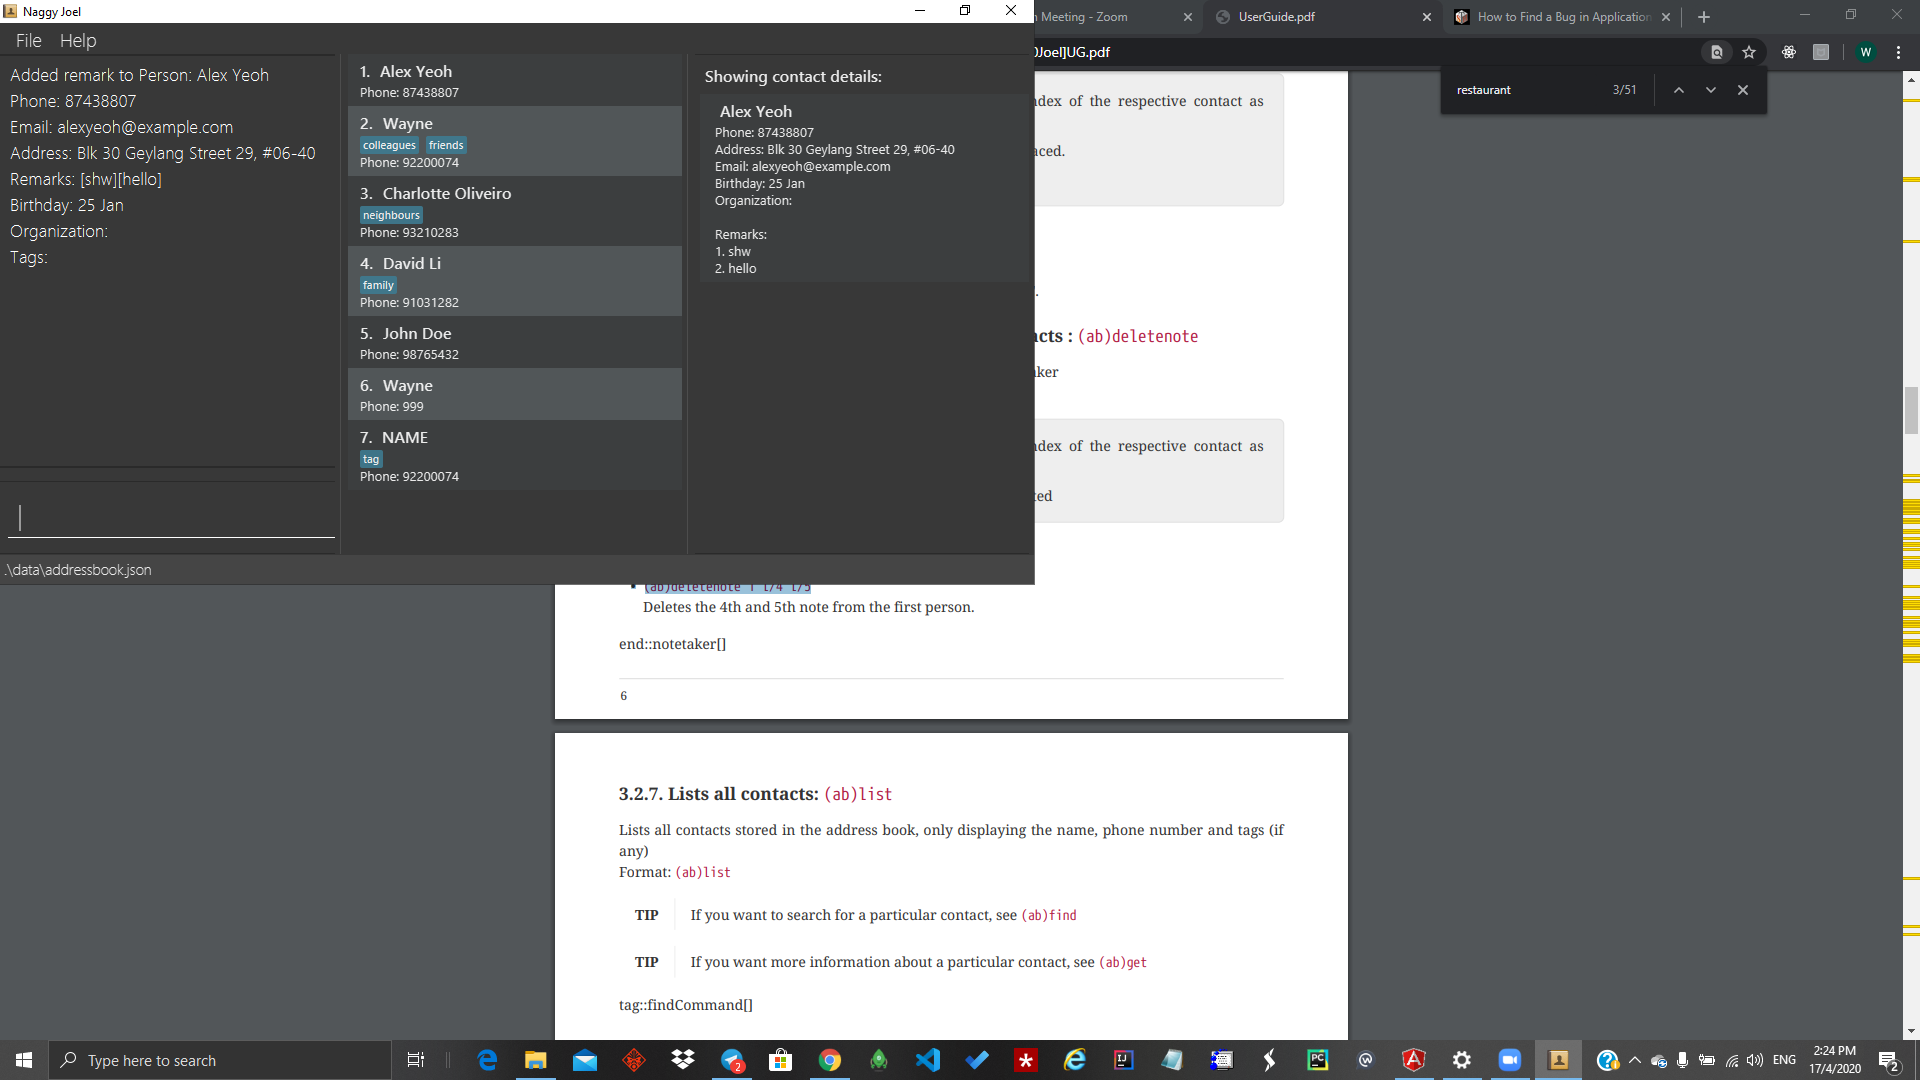 Naggy Joel
File Help
Added remark to Person: Alex Yeoh
Phone: 87438807
Email: alexyeoh@example.com
Address: Blk 30 Geylang Street 29, #06-40
Remarks: [shw][hello]
Birthday: 25 Jan
Organization:
Tags:
.\data\addressbook.json
1. Alex Yeoh
Phone: 87438807
2. Wayne
colleagues friends
Phone: 92200074
3. Charlotte Oliveiro
neighbours
Phone: 93210283
4. David Li
family
Phone: 91031282
5. John Doe
Phone: 98765432
6. Wayne
Phone: 999
7. NAME
tag
Phone: 92200074
Showing contact details:
Alex Yeoh
Phone: 87438807
Address: Blk 30 Geylang Street 29, #06-40
Email: alexyeoh@example.com
Birthday: 25 Jan
Organization:
Remarks:
1. shw
2. hello
Meeting - Zoom
UserGuide.pdf
How to Find a Bug in Application
Joel]UG.pdf
W
restaurant 3/51
ndex of the respective contact as
aced.
acts : (ab)deletenote
aker
ndex of the respective contact as
ted
(ab)deletenote 1 i/4 i/5
Deletes the 4th and 5th note from the first person.
end::notetaker[]
6
3.2.7. Lists all contacts: (ab)list
Lists all contacts stored in the address book, only displaying the name, phone number and tags (if
any)
Format: (ab)list
TIP If you want to search for a particular contact, see (ab)find
TIP If you want more information about a particular contact, see (ab)get
tag::findCommand[]
Type here to search
2
ENG
2:24 PM
17/4/2020
2